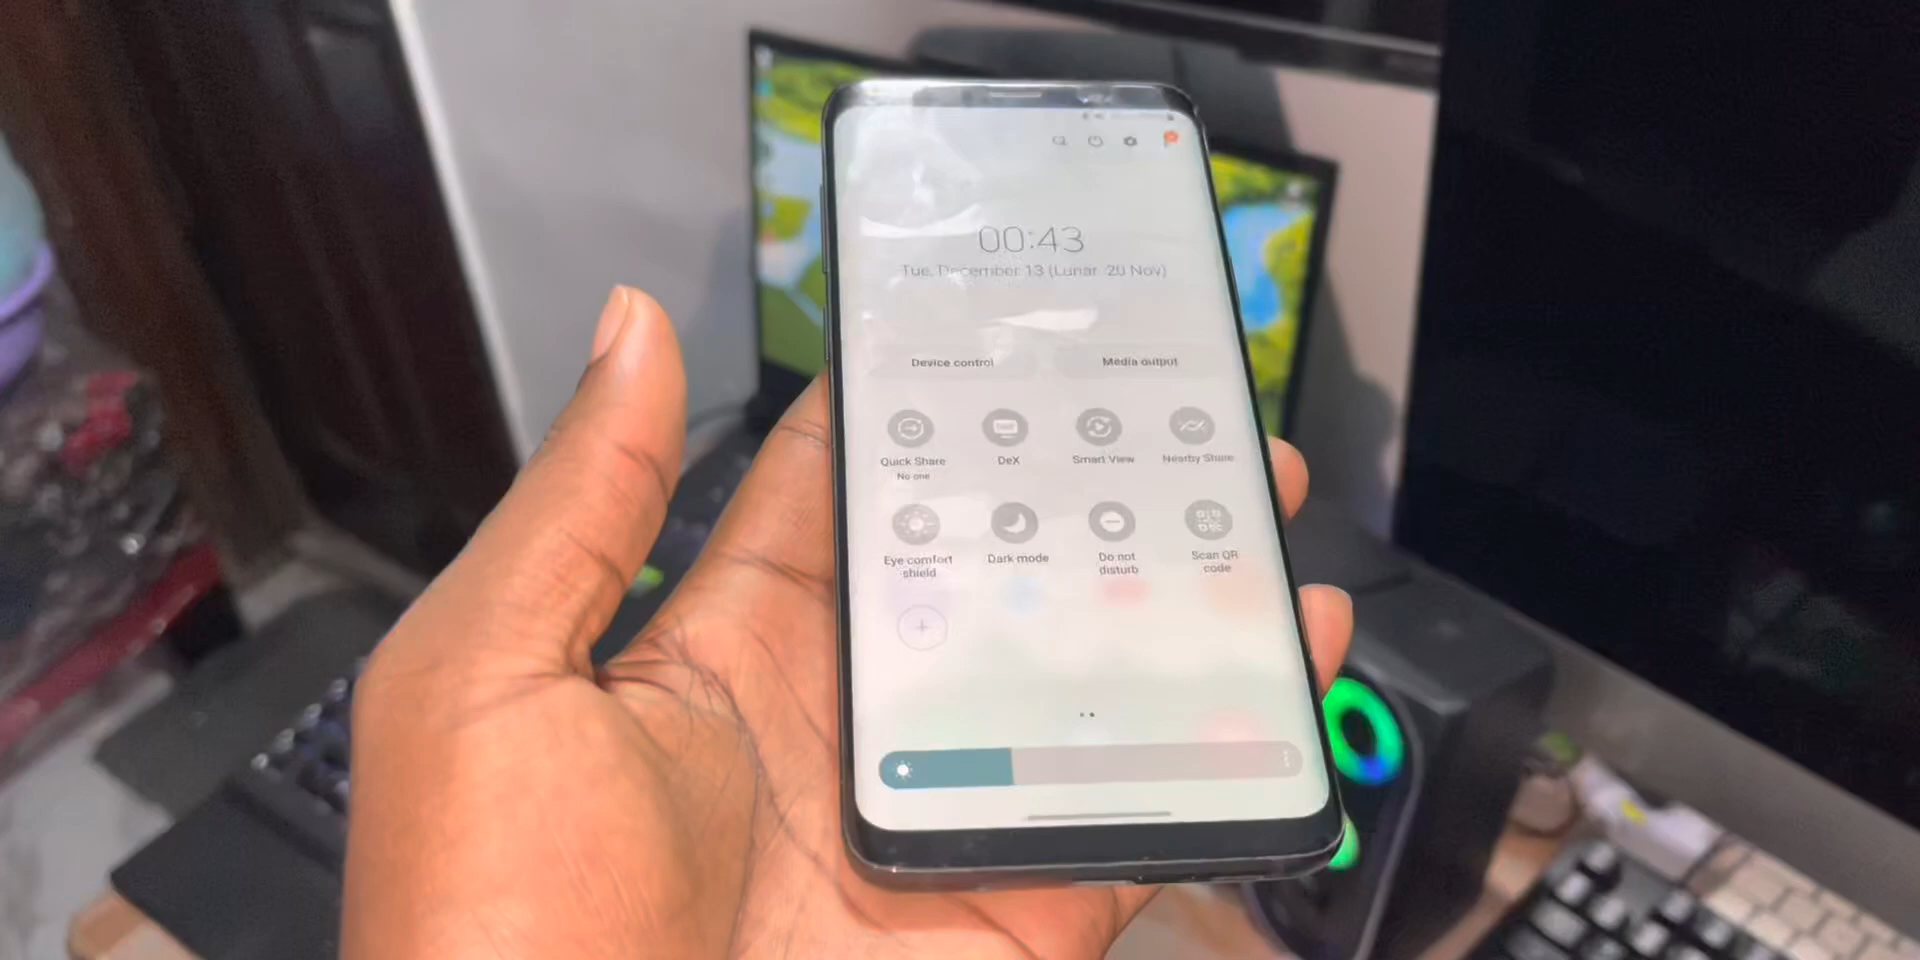 00:43
Tue, December 13 (Lunar 20 Nov)
Device control
Media output
Quick Share
No one
DeX
Smart View
Nearby Share
Eye comfort
shield
Dark mode
Do not
disturb
Scan QR
code